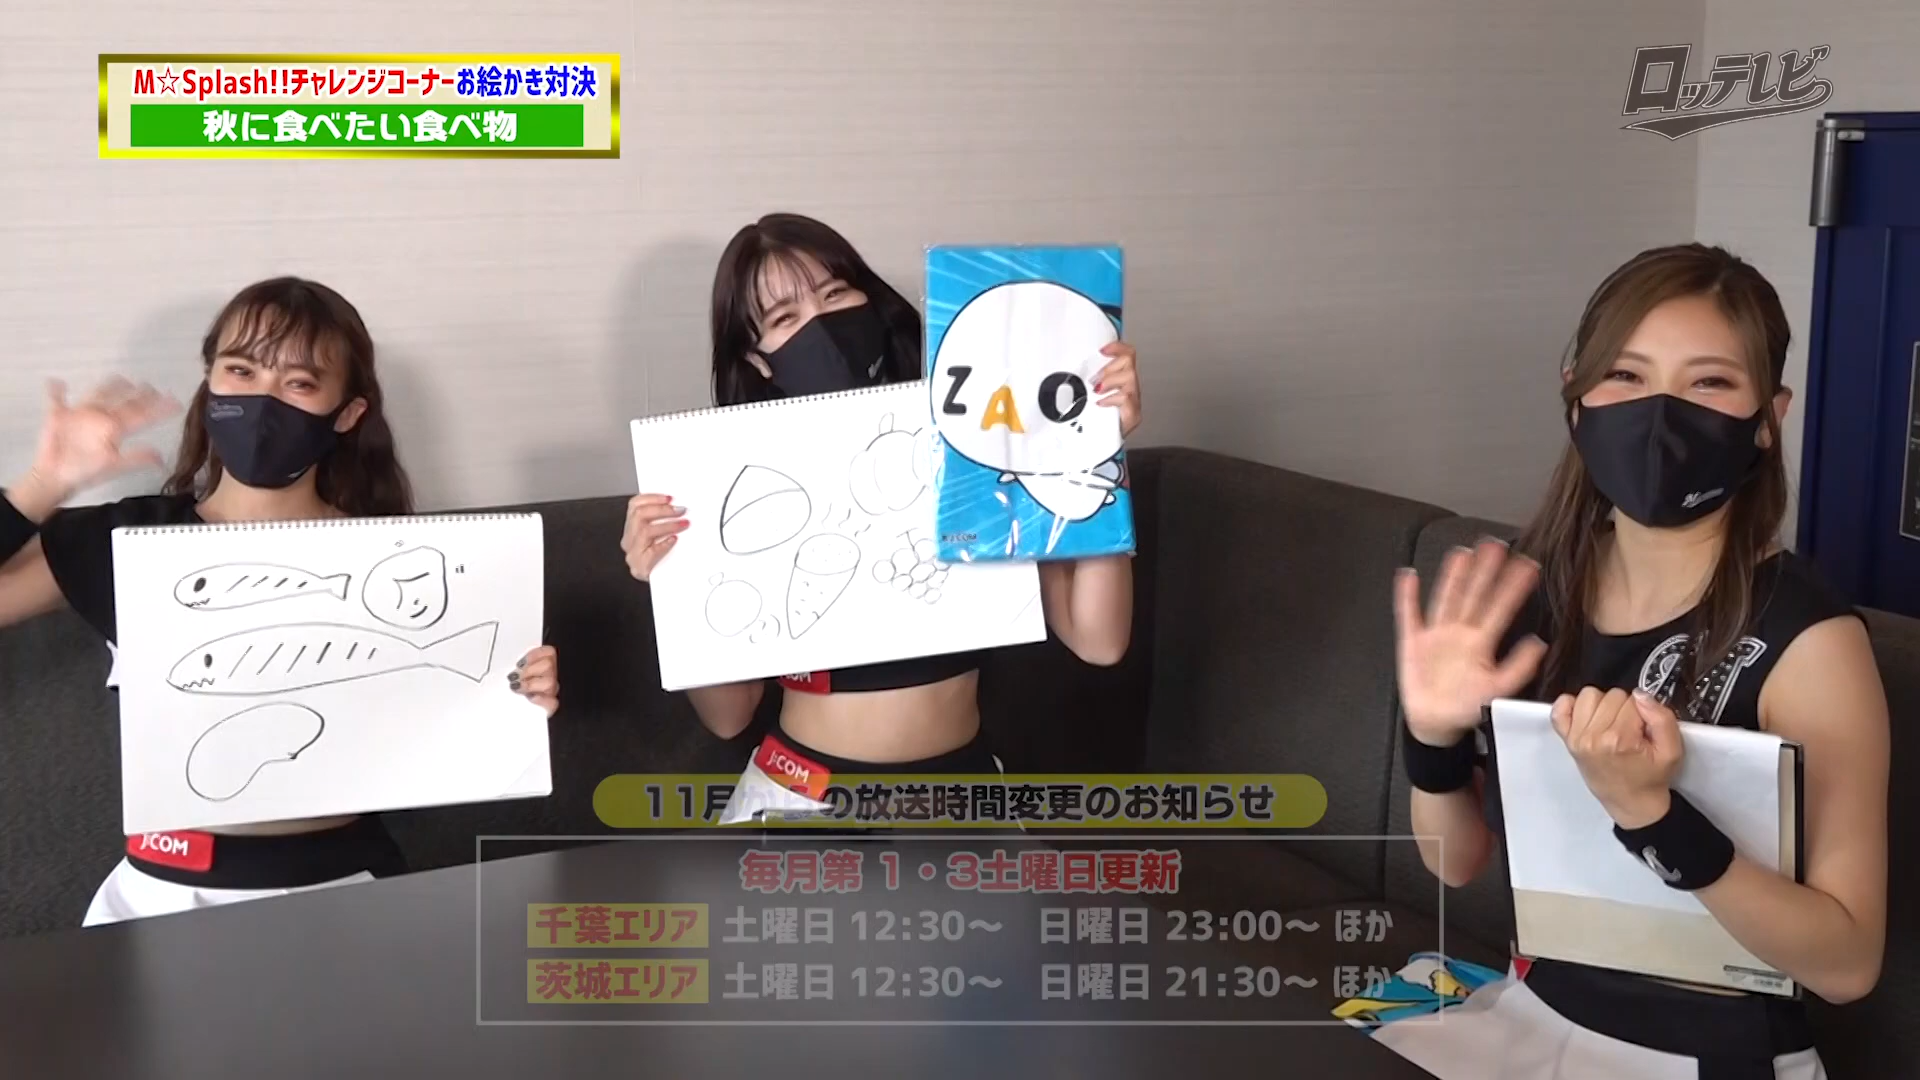 M☆Splash!!チャレンジコーナーお絵かき対決
秋に食べたい食べ物
ロッテレビ
ZAO
M
J:COM
J:COM
11月からの放送時間変更のお知らせ
毎月第 1・3土曜日更新
千葉エリア 土曜日 12:30〜 日曜日 23:00〜 ほか
茨城エリア 土曜日 12:30〜 日曜日 21:30〜 ほか